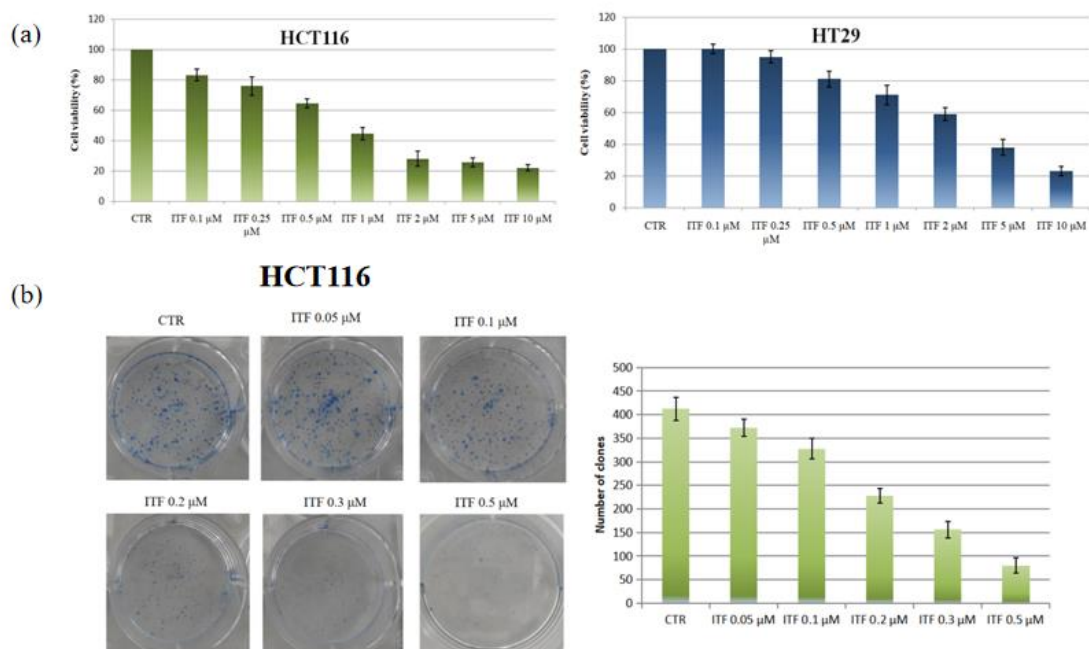 (a)
HCT116
Cell viability (%)
120
100
80
60
40
20
0
CTR
ITF 0.1 µM
ITF 0.25
µM
ITF 0.5 µM
ITF 1 µM
ITF 2 µM
ITF 5 µM
ITF 10 µM
HT29
Cell viability (%)
120
100
80
60
40
20
0
CTR
ITF 0.1 µM
ITF 0.25
µM
ITF 0.5 µM
ITF 1 µM
ITF 2 µM
ITF 5 µM
ITF 10 µM
(b)
HCT116
CTR
ITF 0.05 µM
ITF 0.1 µM
ITF 0.2 µM
ITF 0.3 µM
ITF 0.5 µM
Number of clones
500
450
400
350
300
250
200
150
100
50
0
CTR
ITF 0.05 µM
ITF 0.1 µM
ITF 0.2 µM
ITF 0.3 µM
ITF 0.5 µM